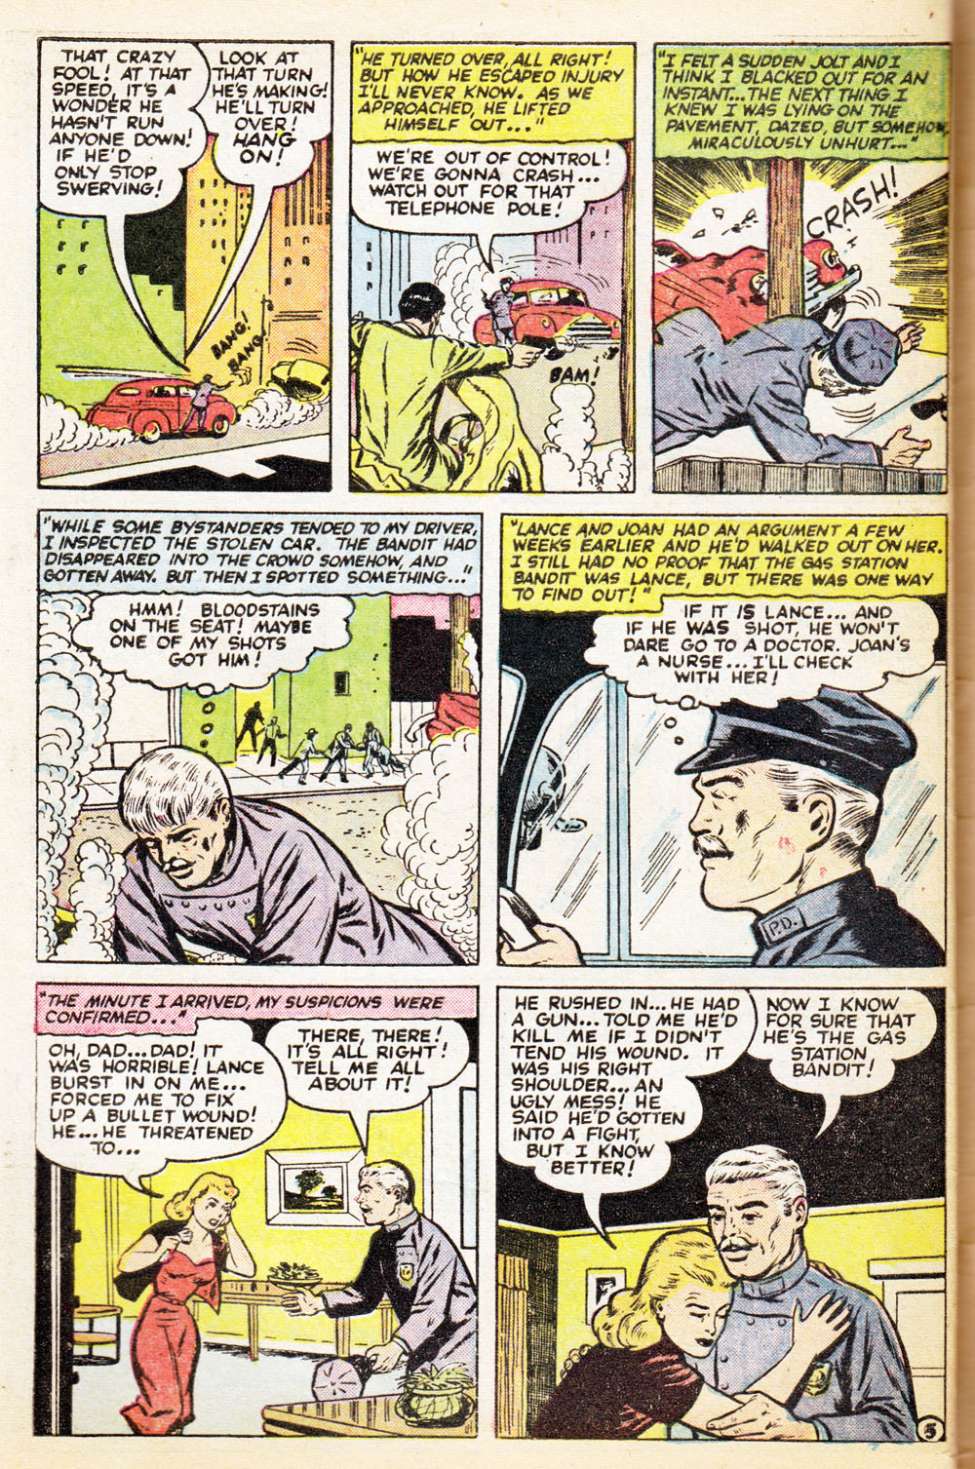 THAT CRAZY
FOOL! AT THAT
SPEED, IT'S A
WONDER HE
HASN'T RUN
ANYONE DOWN!
IF HE'D
ONLY STOP
SWERVING!
LOOK AT
THAT TURN
HE'S MAKING!
HE'LL TURN
OVER!
HANG
ON!
BANG!
BANG!
"HE TURNED OVER, ALL RIGHT!
BUT HOW HE ESCAPED INJURY
I'LL NEVER KNOW. AS WE
APPROACHED, HE LIFTED
HIMSELF OUT..."
WE'RE OUT OF CONTROL!
WE'RE GONNA CRASH...
WATCH OUT FOR THAT
TELEPHONE POLE!
BAM!
"I FELT A SUDDEN JOLT AND I
THINK I BLACKED OUT FOR AN
INSTANT... THE NEXT THING I
KNEW I WAS LYING ON THE
PAVEMENT, DAZED, BUT SOMEHOW,
MIRACULOUSLY UNHURT..."
CRASH!
"WHILE SOME BYSTANDERS TENDED TO MY DRIVER,
I INSPECTED THE STOLEN CAR. THE BANDIT HAD
DISAPPEARED INTO THE CROWD SOMEHOW, AND
GOTTEN AWAY. BUT THEN I SPOTTED SOMETHING..."
HMM! BLOODSTAINS
ON THE SEAT! MAYBE
ONE OF MY SHOTS
GOT HIM!
"LANCE AND JOAN HAD AN ARGUMENT A FEW
WEEKS EARLIER AND HE'D WALKED OUT ON HER.
I STILL HAD NO PROOF THAT THE GAS STATION
BANDIT WAS LANCE, BUT THERE WAS ONE WAY
TO FIND OUT!"
IF IT IS LANCE... AND
IF HE WAS SHOT, HE WON'T
DARE GO TO A DOCTOR. JOAN'S
A NURSE... I'LL CHECK
WITH HER!
P.D.
"THE MINUTE I ARRIVED, MY SUSPICIONS WERE
CONFIRMED..."
OH, DAD... DAD! IT
WAS HORRIBLE! LANCE
BURST IN ON ME...
FORCED ME TO FIX
UP A BULLET WOUND!
HE... HE THREATENED
TO...
THERE, THERE!
IT'S ALL RIGHT!
TELL ME ALL
ABOUT IT!
HE RUSHED IN... HE HAD
A GUN... TOLD ME HE'D
KILL ME IF I DIDN'T
TEND HIS WOUND. IT
WAS HIS RIGHT
SHOULDER... AN
UGLY MESS! HE
SAID HE'D GOTTEN
INTO A FIGHT,
BUT I KNOW
BETTER!
NOW I KNOW
FOR SURE THAT
HE'S THE GAS
STATION
BANDIT!
5